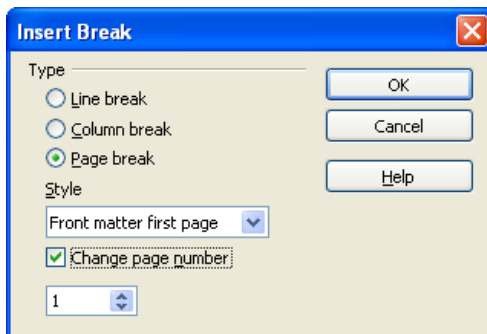 Insert Break
Type
Line break
Column break
Page break
Style
Front matter first page
Change page number
1
OK
Cancel
Help